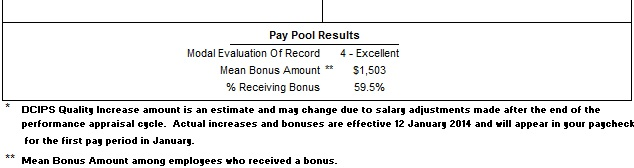 Pay Pool Results
Modal Evaluation Of Record 4 - Excellent
Mean Bonus Amount ** $1,503
% Receiving Bonus 59.5%
* DCIPS Quality Increase amount is an estimate and may change due to salary adjustments made after the end of the
performance appraisal cycle. Actual increases and bonuses are effective 12 January 2014 and will appear in your paycheck
for the first pay period in January.
** Mean Bonus Amount among employees who received a bonus.